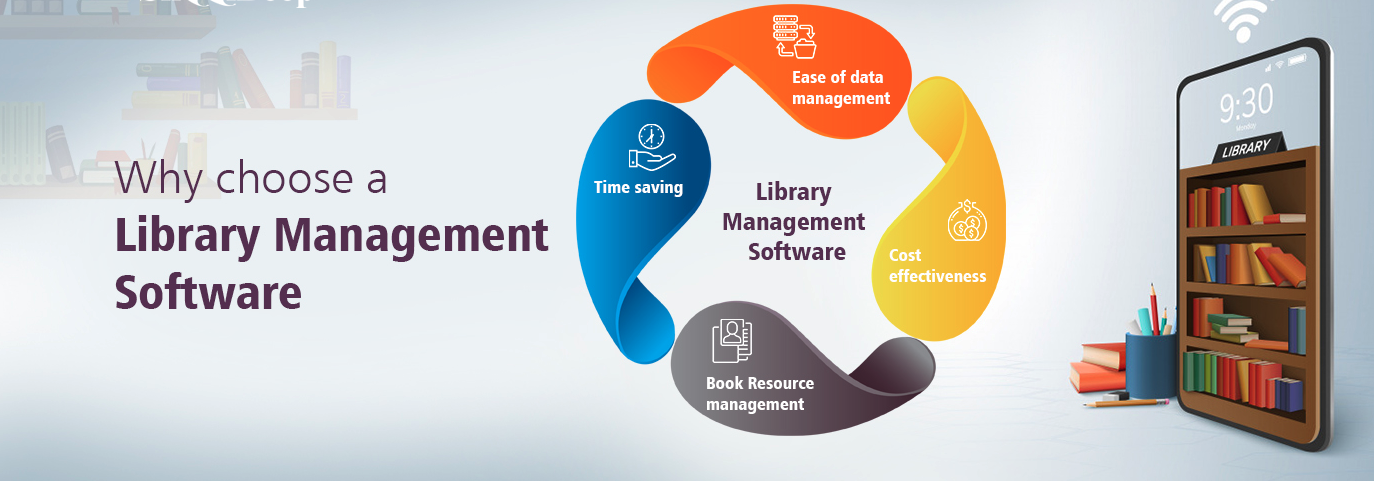 Why choose a
Library Management
Software
Ease of data
management
Time saving
Library
Management
Software
Cost
effectiveness
Book Resource
management
9:30
Monday
LIBRARY